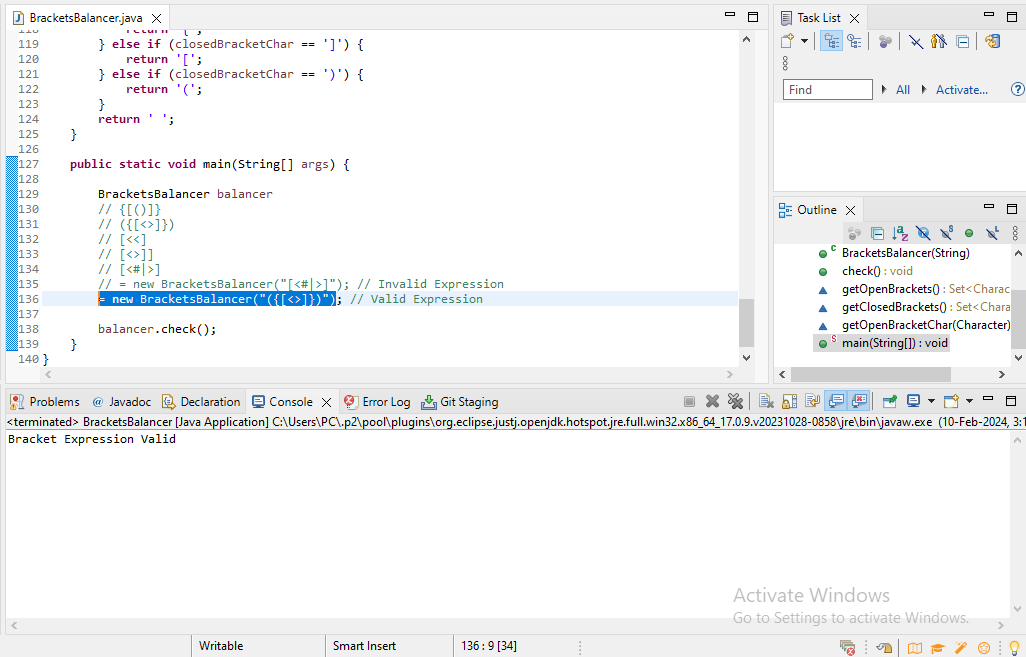 BracketsBalancer.java
119 } else if (closedBracketChar == ']') {
120 return '[';
121 } else if (closedBracketChar == ')') {
122 return '(';
123 }
124 return ' ';
125 }
126
127 public static void main(String[] args) {
128
129 BracketsBalancer balancer
130 // {[()]}
131 // ({[<>]})
132 // [<<]
133 // [<>]]
134 // [<#|>]
135 // = new BracketsBalancer("[<#|>]"); // Invalid Expression
136 = new BracketsBalancer("({[<>]})"); // Valid Expression
137
138 balancer.check();
139 }
140 }
Task List
Find
All
Activate...
Outline
BracketsBalancer(String)
check() : void
getOpenBrackets() : Set<Charac
getClosedBrackets() : Set<Charac
getOpenBracketChar(Character)
main(String[]) : void
Problems
Javadoc
Declaration
Console
Error Log
Git Staging
<terminated> BracketsBalancer [Java Application] C:\Users\PC\.p2\pool\plugins\org.eclipse.justj.openjdk.hotspot.jre.full.win32.x86_64_17.0.9.v20231028-0858\jre\bin\javaw.exe (10-Feb-2024, 3:1
Bracket Expression Valid
Activate Windows
Go to Settings to activate Windows.
Writable
Smart Insert
136 : 9 [34]